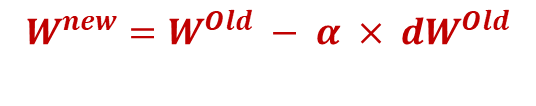 W^new = W^Old − α × dW^Old